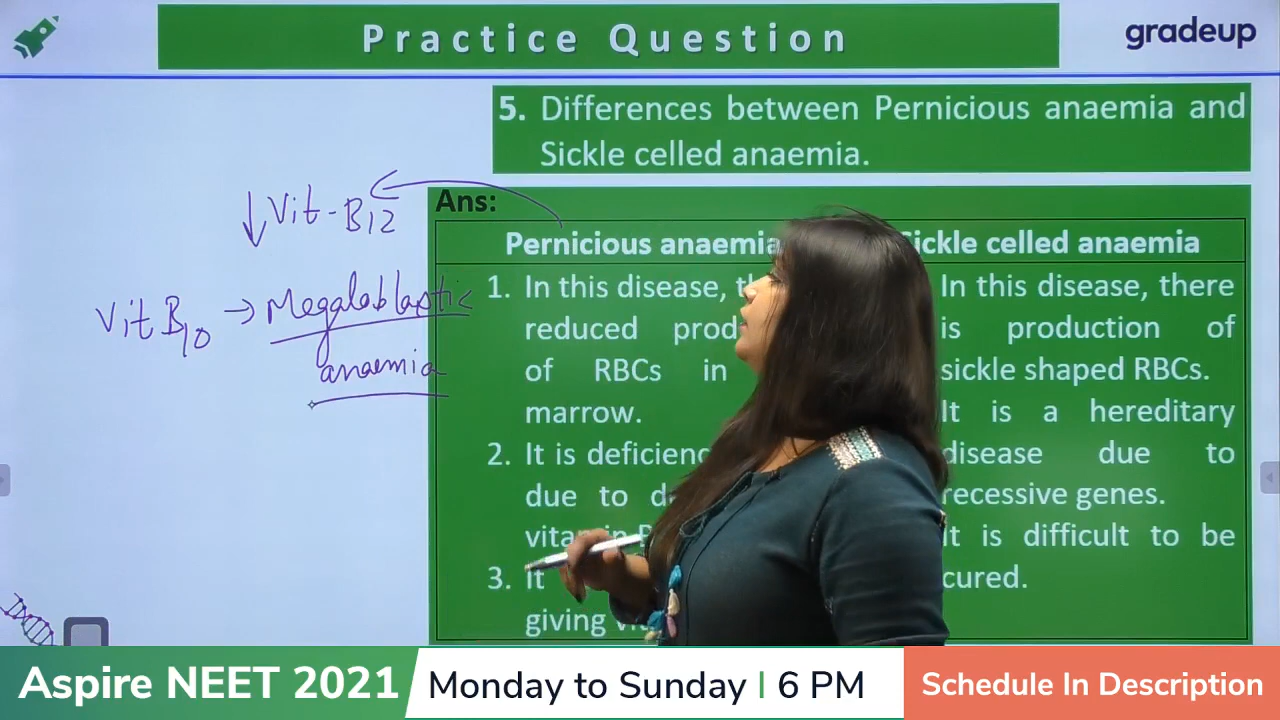 Practice Question
gradeup
5. Differences between Pernicious anaemia and
Sickle celled anaemia.
↓ Vit-B12
Vit B10 → Megaloblastic
anaemia
Ans:
Pernicious anaemia
Sickle celled anaemia
1. In this disease,
reduced
of RBCs in
marrow.
2. It is
due to
3. It
giving
In this disease, there
is production of
sickle shaped RBCs.
It is a hereditary
disease due to
recessive genes.
It is difficult to be
cured.
Aspire NEET 2021
Monday to Sunday I 6 PM
Schedule In Description